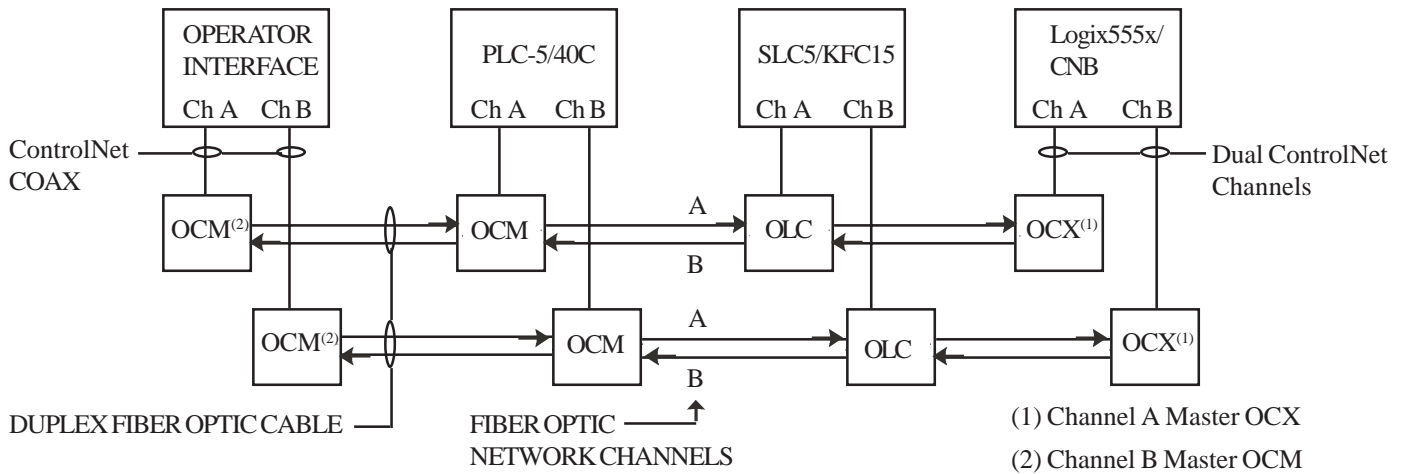 OPERATOR
INTERFACE
Ch A Ch B
PLC-5/40C
Ch A Ch B
SLC5/KFC15
Ch A Ch B
Logix555x/
CNB
Ch A Ch B
ControlNet
COAX
Dual ControlNet
Channels
OCM(2)
OCM
A
B
OLC
OCX(1)
OCM(2)
OCM
A
B
OLC
OCX(1)
DUPLEX FIBER OPTIC CABLE
FIBER OPTIC
NETWORK CHANNELS
(1) Channel A Master OCX
(2) Channel B Master OCM